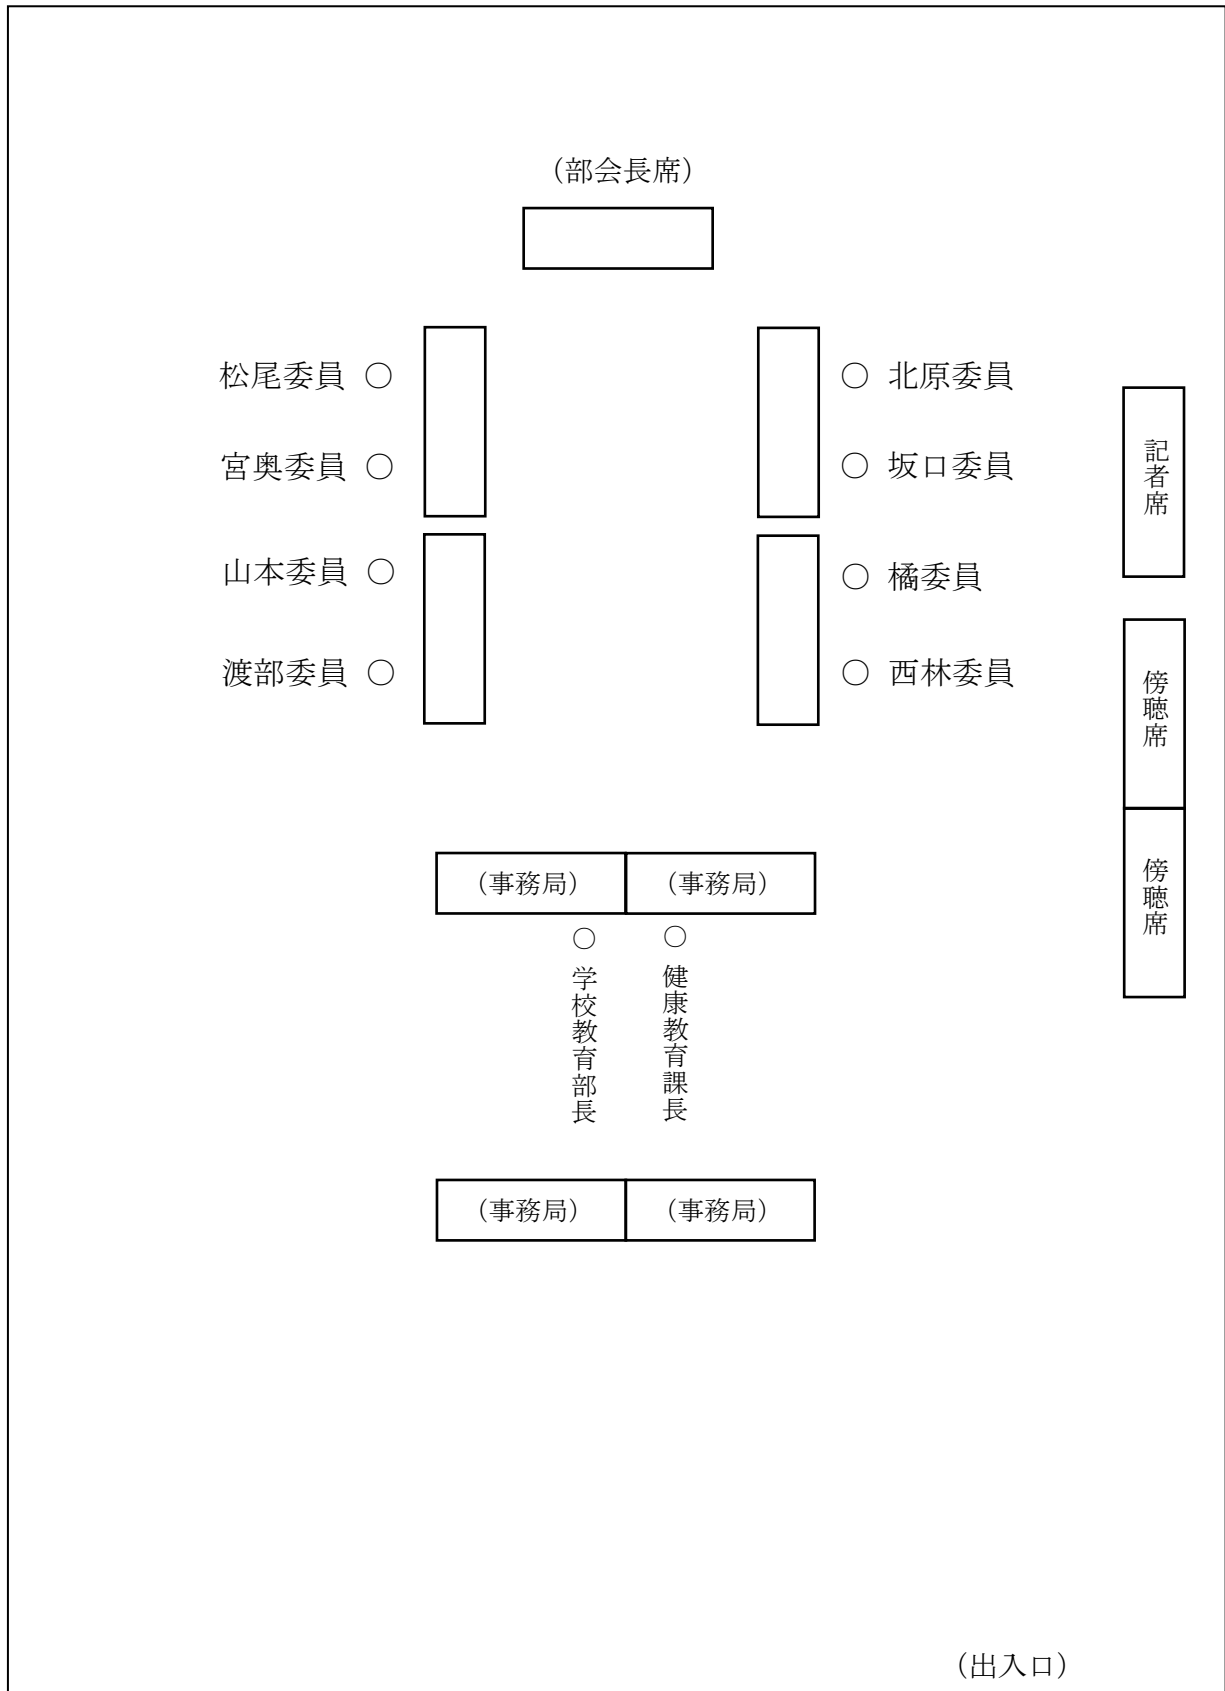 （部会長席）
松尾委員 ○
○ 北原委員
宮奥委員 ○
○ 坂口委員
記者席
山本委員 ○
○ 橘委員
渡部委員 ○
○ 西林委員
傍聴席
傍聴席
（事務局）
（事務局）
○ 学校教育部長
○ 健康教育課長
（事務局）
（事務局）
（出入口）